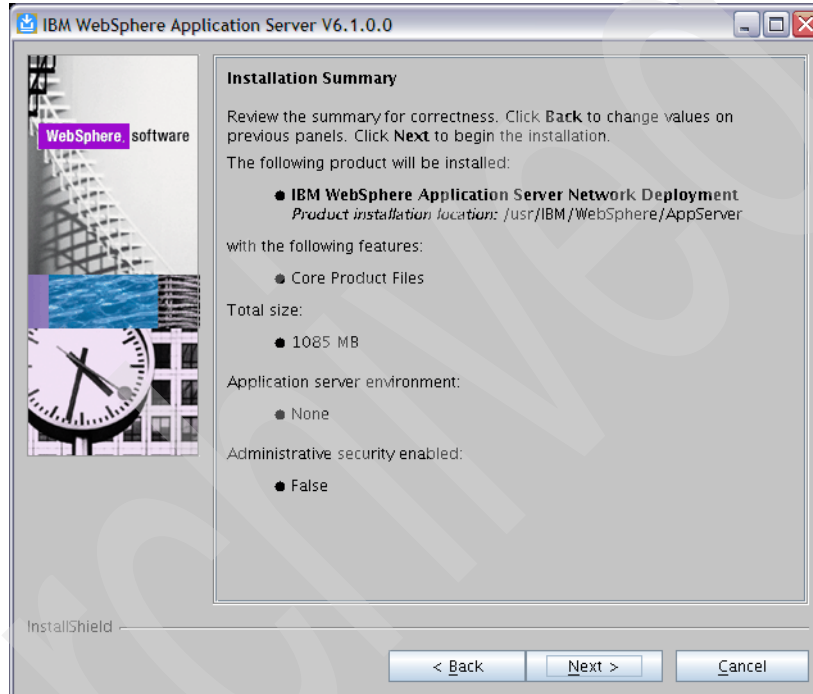 IBM WebSphere Application Server V6.1.0.0
WebSphere. software
Installation Summary
Review the summary for correctness. Click Back to change values on
previous panels. Click Next to begin the installation.
The following product will be installed:
IBM WebSphere Application Server Network Deployment
Product installation location: /usr/IBM/WebSphere/AppServer
with the following features:
Core Product Files
Total size:
1085 MB
Application server environment:
None
Administrative security enabled:
False
InstallShield
< Back
Next >
Cancel